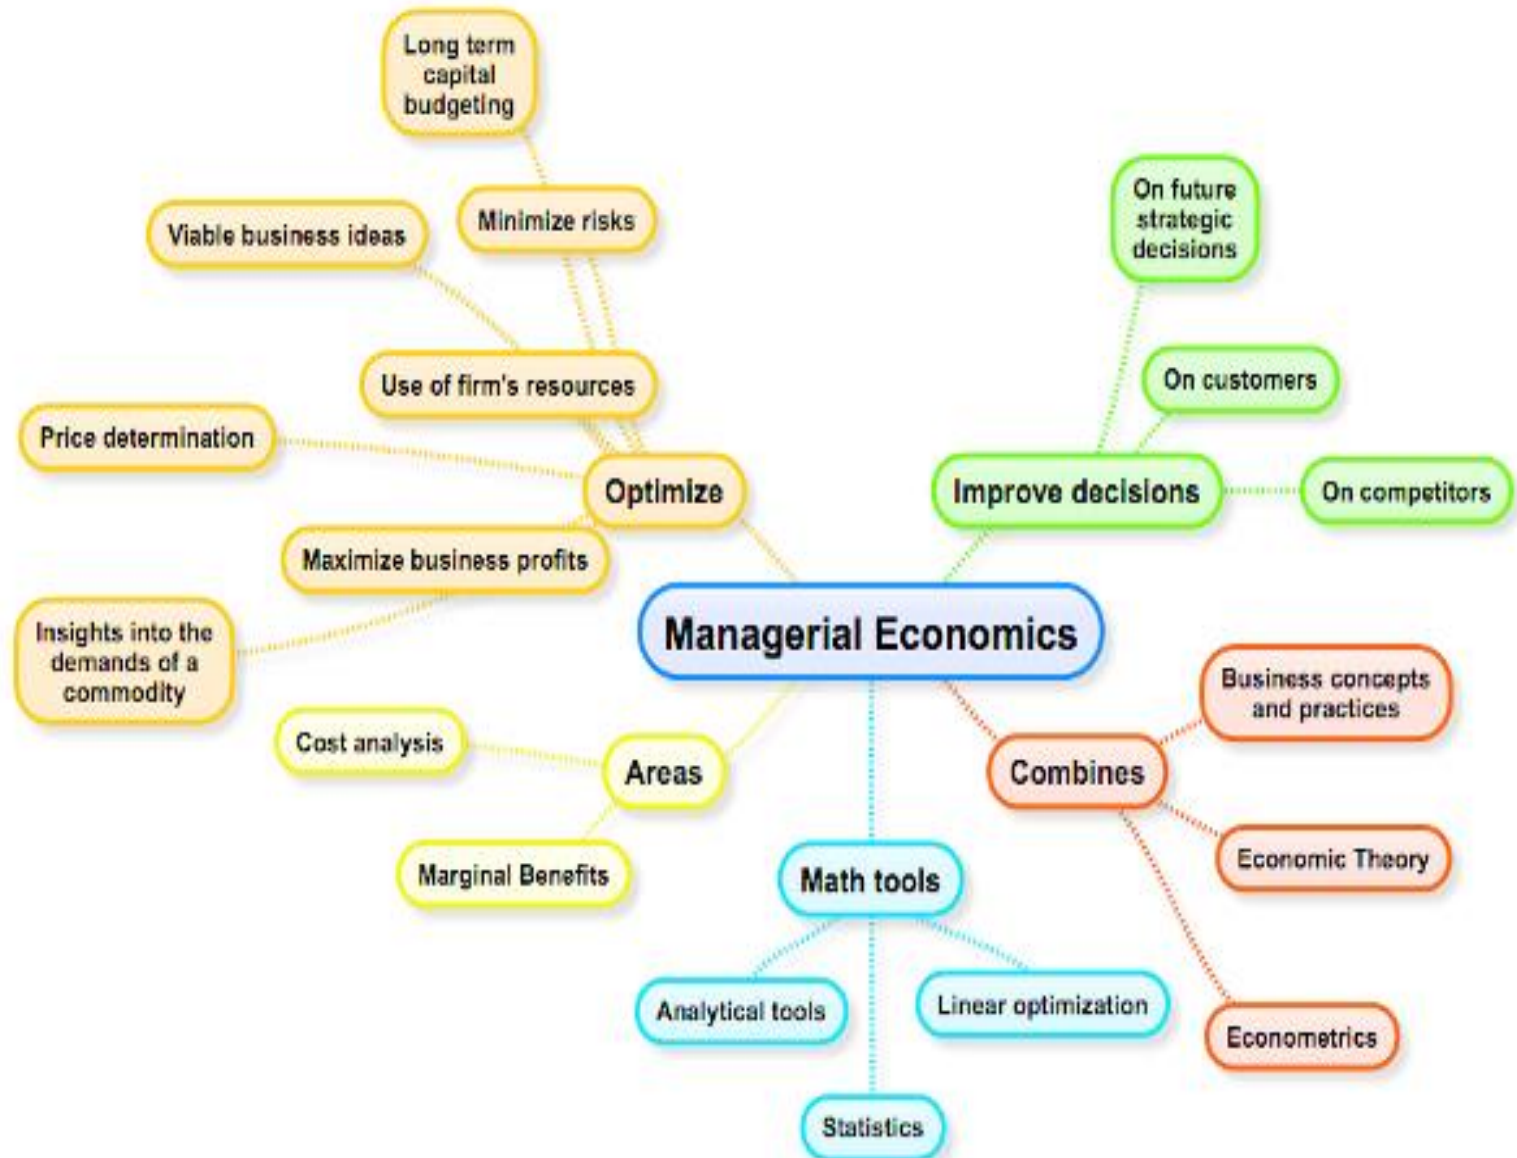 Long term
capital
budgeting
Minimize risks
Viable business ideas
Use of firm's resources
Price determination
Optimize
Maximize business profits
Insights into the
demands of a
commodity
On future
strategic
decisions
On customers
Improve decisions
On competitors
Managerial Economics
Cost analysis
Areas
Marginal Benefits
Business concepts
and practices
Combines
Economic Theory
Econometrics
Math tools
Analytical tools
Linear optimization
Statistics